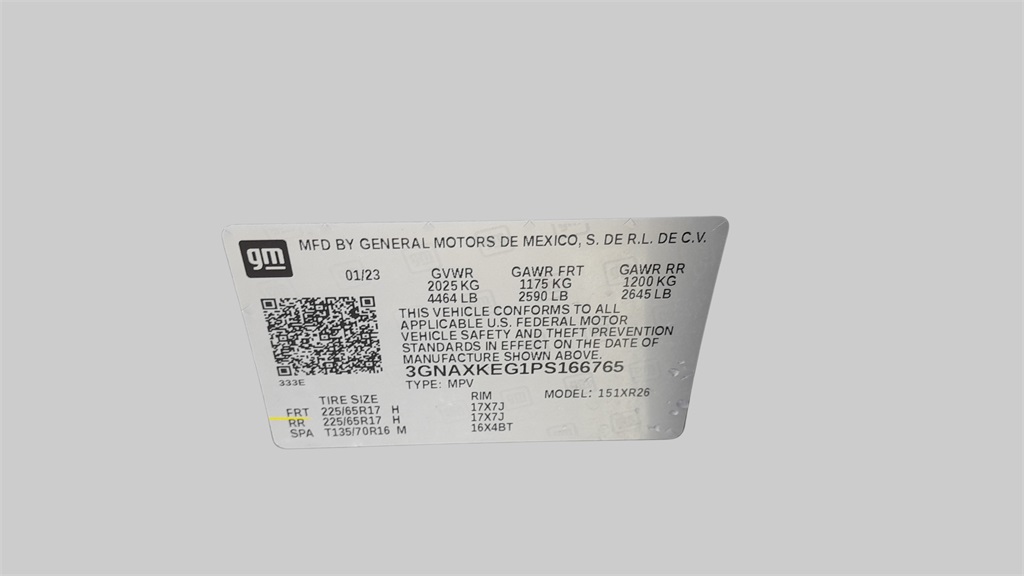 gm
MFD BY GENERAL MOTORS DE MEXICO, S. DE R.L. DE C.V.
01/23 GVWR GAWR FRT GAWR RR
2025 KG 1175 KG 1200 KG
4464 LB 2590 LB 2645 LB
THIS VEHICLE CONFORMS TO ALL
APPLICABLE U.S. FEDERAL MOTOR
VEHICLE SAFETY AND THEFT PREVENTION
STANDARDS IN EFFECT ON THE DATE OF
MANUFACTURE SHOWN ABOVE.
3GNAXKEG1PS166765
333E
TYPE: MPV
TIRE SIZE RIM MODEL: 151XR26
FRT 225/65R17 H 17X7J
RR 225/65R17 H 17X7J
SPA T135/70R16 M 16X4BT